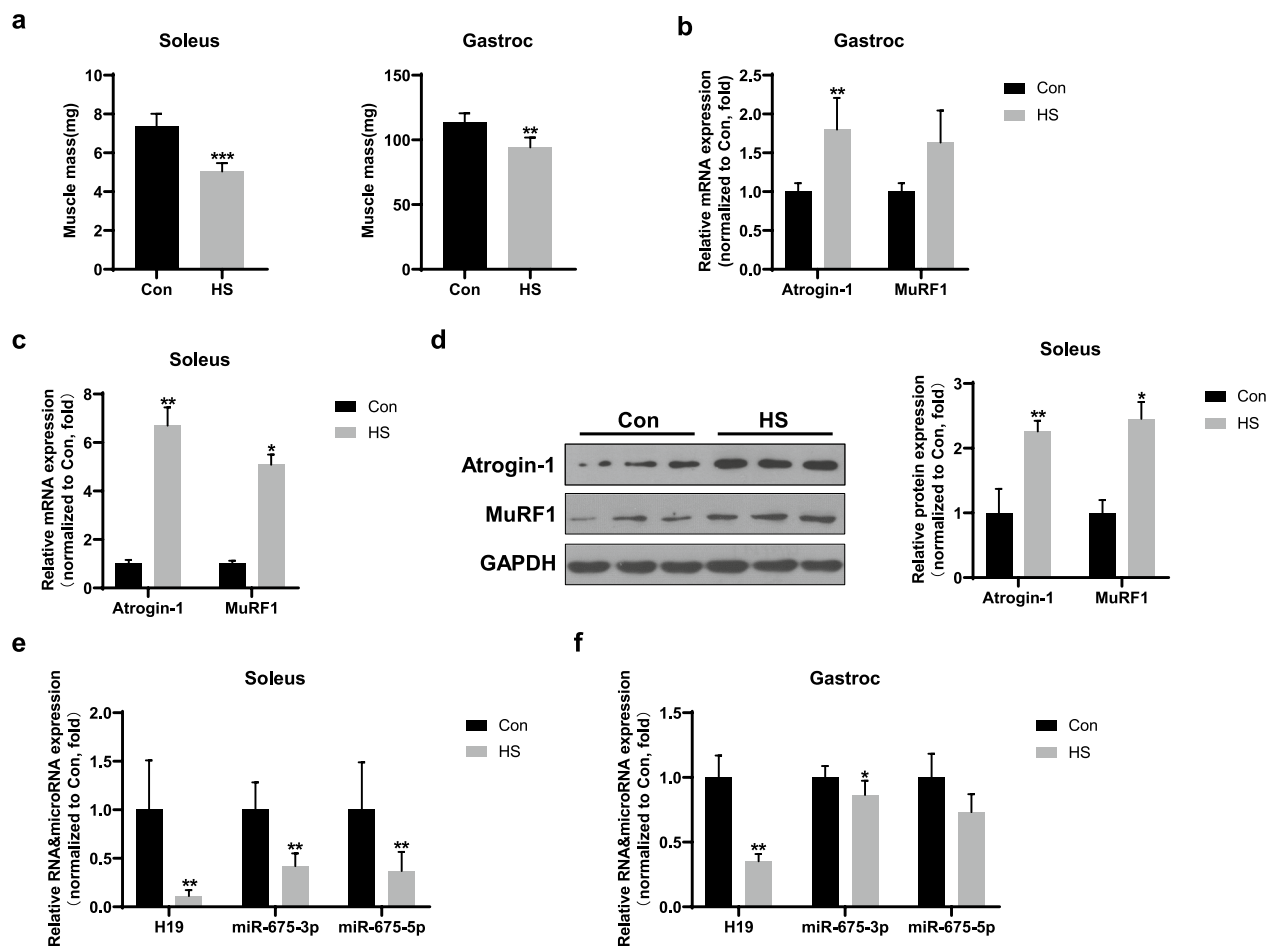 a
Soleus
Muscle mass(mg)
10
8
6
4
2
0
***
Con
HS
Gastroc
Muscle mass(mg)
150
100
50
0
**
Con
HS
b
Gastroc
Relative mRNA expression
(normalized to Con, fold)
2.5
2.0
1.5
1.0
0.5
0.0
**
Atrogin-1
MuRF1
Con
HS
c
Soleus
Relative mRNA expression
(normalized to Con, fold)
8
6
4
2
0
**
*
Atrogin-1
MuRF1
Con
HS
d
Con
HS
Atrogin-1
MuRF1
GAPDH
Soleus
Relative protein expression
(normalized to Con, fold)
3
2
1
0
**
*
Atrogin-1
MuRF1
Con
HS
e
Soleus
Relative RNA&microRNA expression
(normalized to Con, fold)
2.0
1.5
1.0
0.5
0.0
**
**
**
H19
miR-675-3p
miR-675-5p
Con
HS
f
Gastroc
Relative RNA&microRNA expression
(normalized to Con, fold)
1.5
1.0
0.5
0.0
**
*
H19
miR-675-3p
miR-675-5p
Con
HS